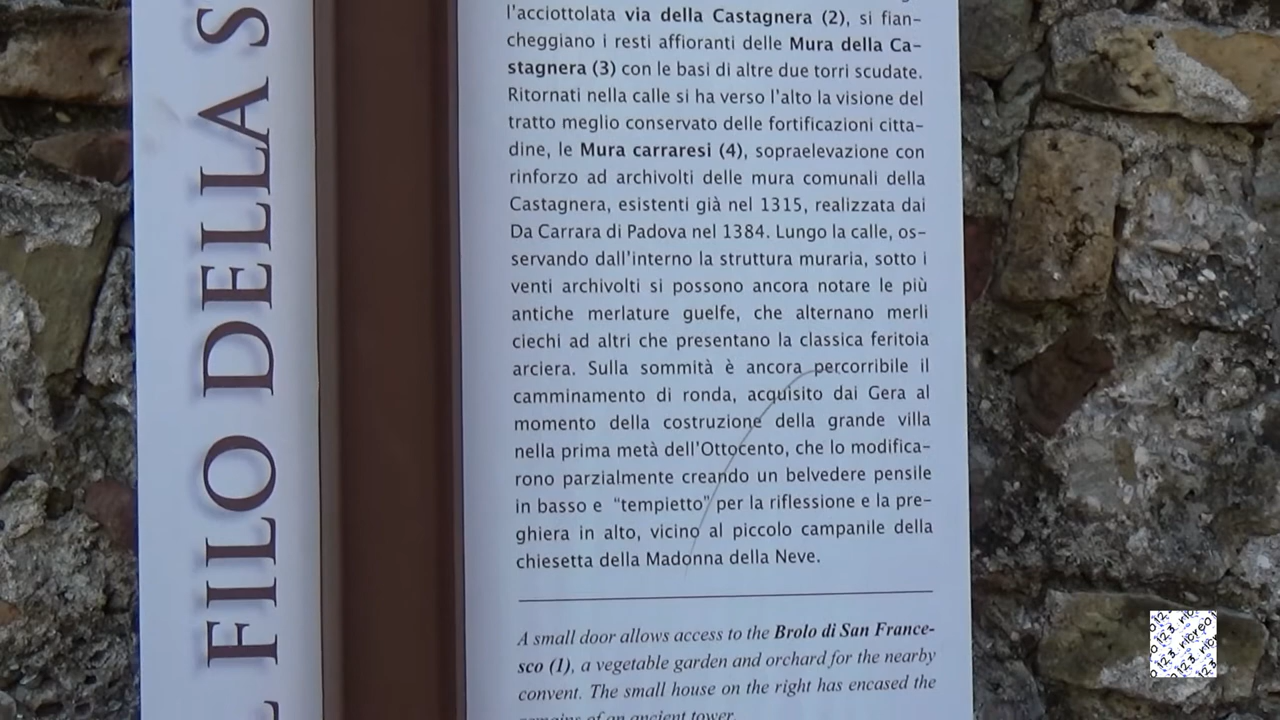 FILO DELLA S
l'acciottolata via della Castagnera (2), si fian-
cheggiano i resti affioranti delle Mura della Ca-
stagnera (3) con le basi di altre due torri scudate.
Ritornati nella calle si ha verso l'alto la visione del
tratto meglio conservato delle fortificazioni citta-
dine, le Mura carraresi (4), sopraelevazione con
rinforzo ad archivolti delle mura comunali della
Castagnera, esistenti già nel 1315, realizzata dai
Da Carrara di Padova nel 1384. Lungo la calle, os-
servando dall'interno la struttura muraria, sotto i
venti archivolti si possono ancora notare le più
antiche merlature guelfe, che alternano merli
ciechi ad altri che presentano la classica feritoia
arciera. Sulla sommità è ancora percorribile il
camminamento di ronda, acquisito dai Gera al
momento della costruzione della grande villa
nella prima metà dell'Ottocento, che lo modifica-
rono parzialmente creando un belvedere pensile
in basso e "tempietto" per la riflessione e la pre-
ghiera in alto, vicino al piccolo campanile della
chiesetta della Madonna della Neve.
A small door allows access to the Brolo di San France-
sco (1), a vegetable garden and orchard for the nearby
convent. The small house on the right has encased the
remains of an ancient tower.